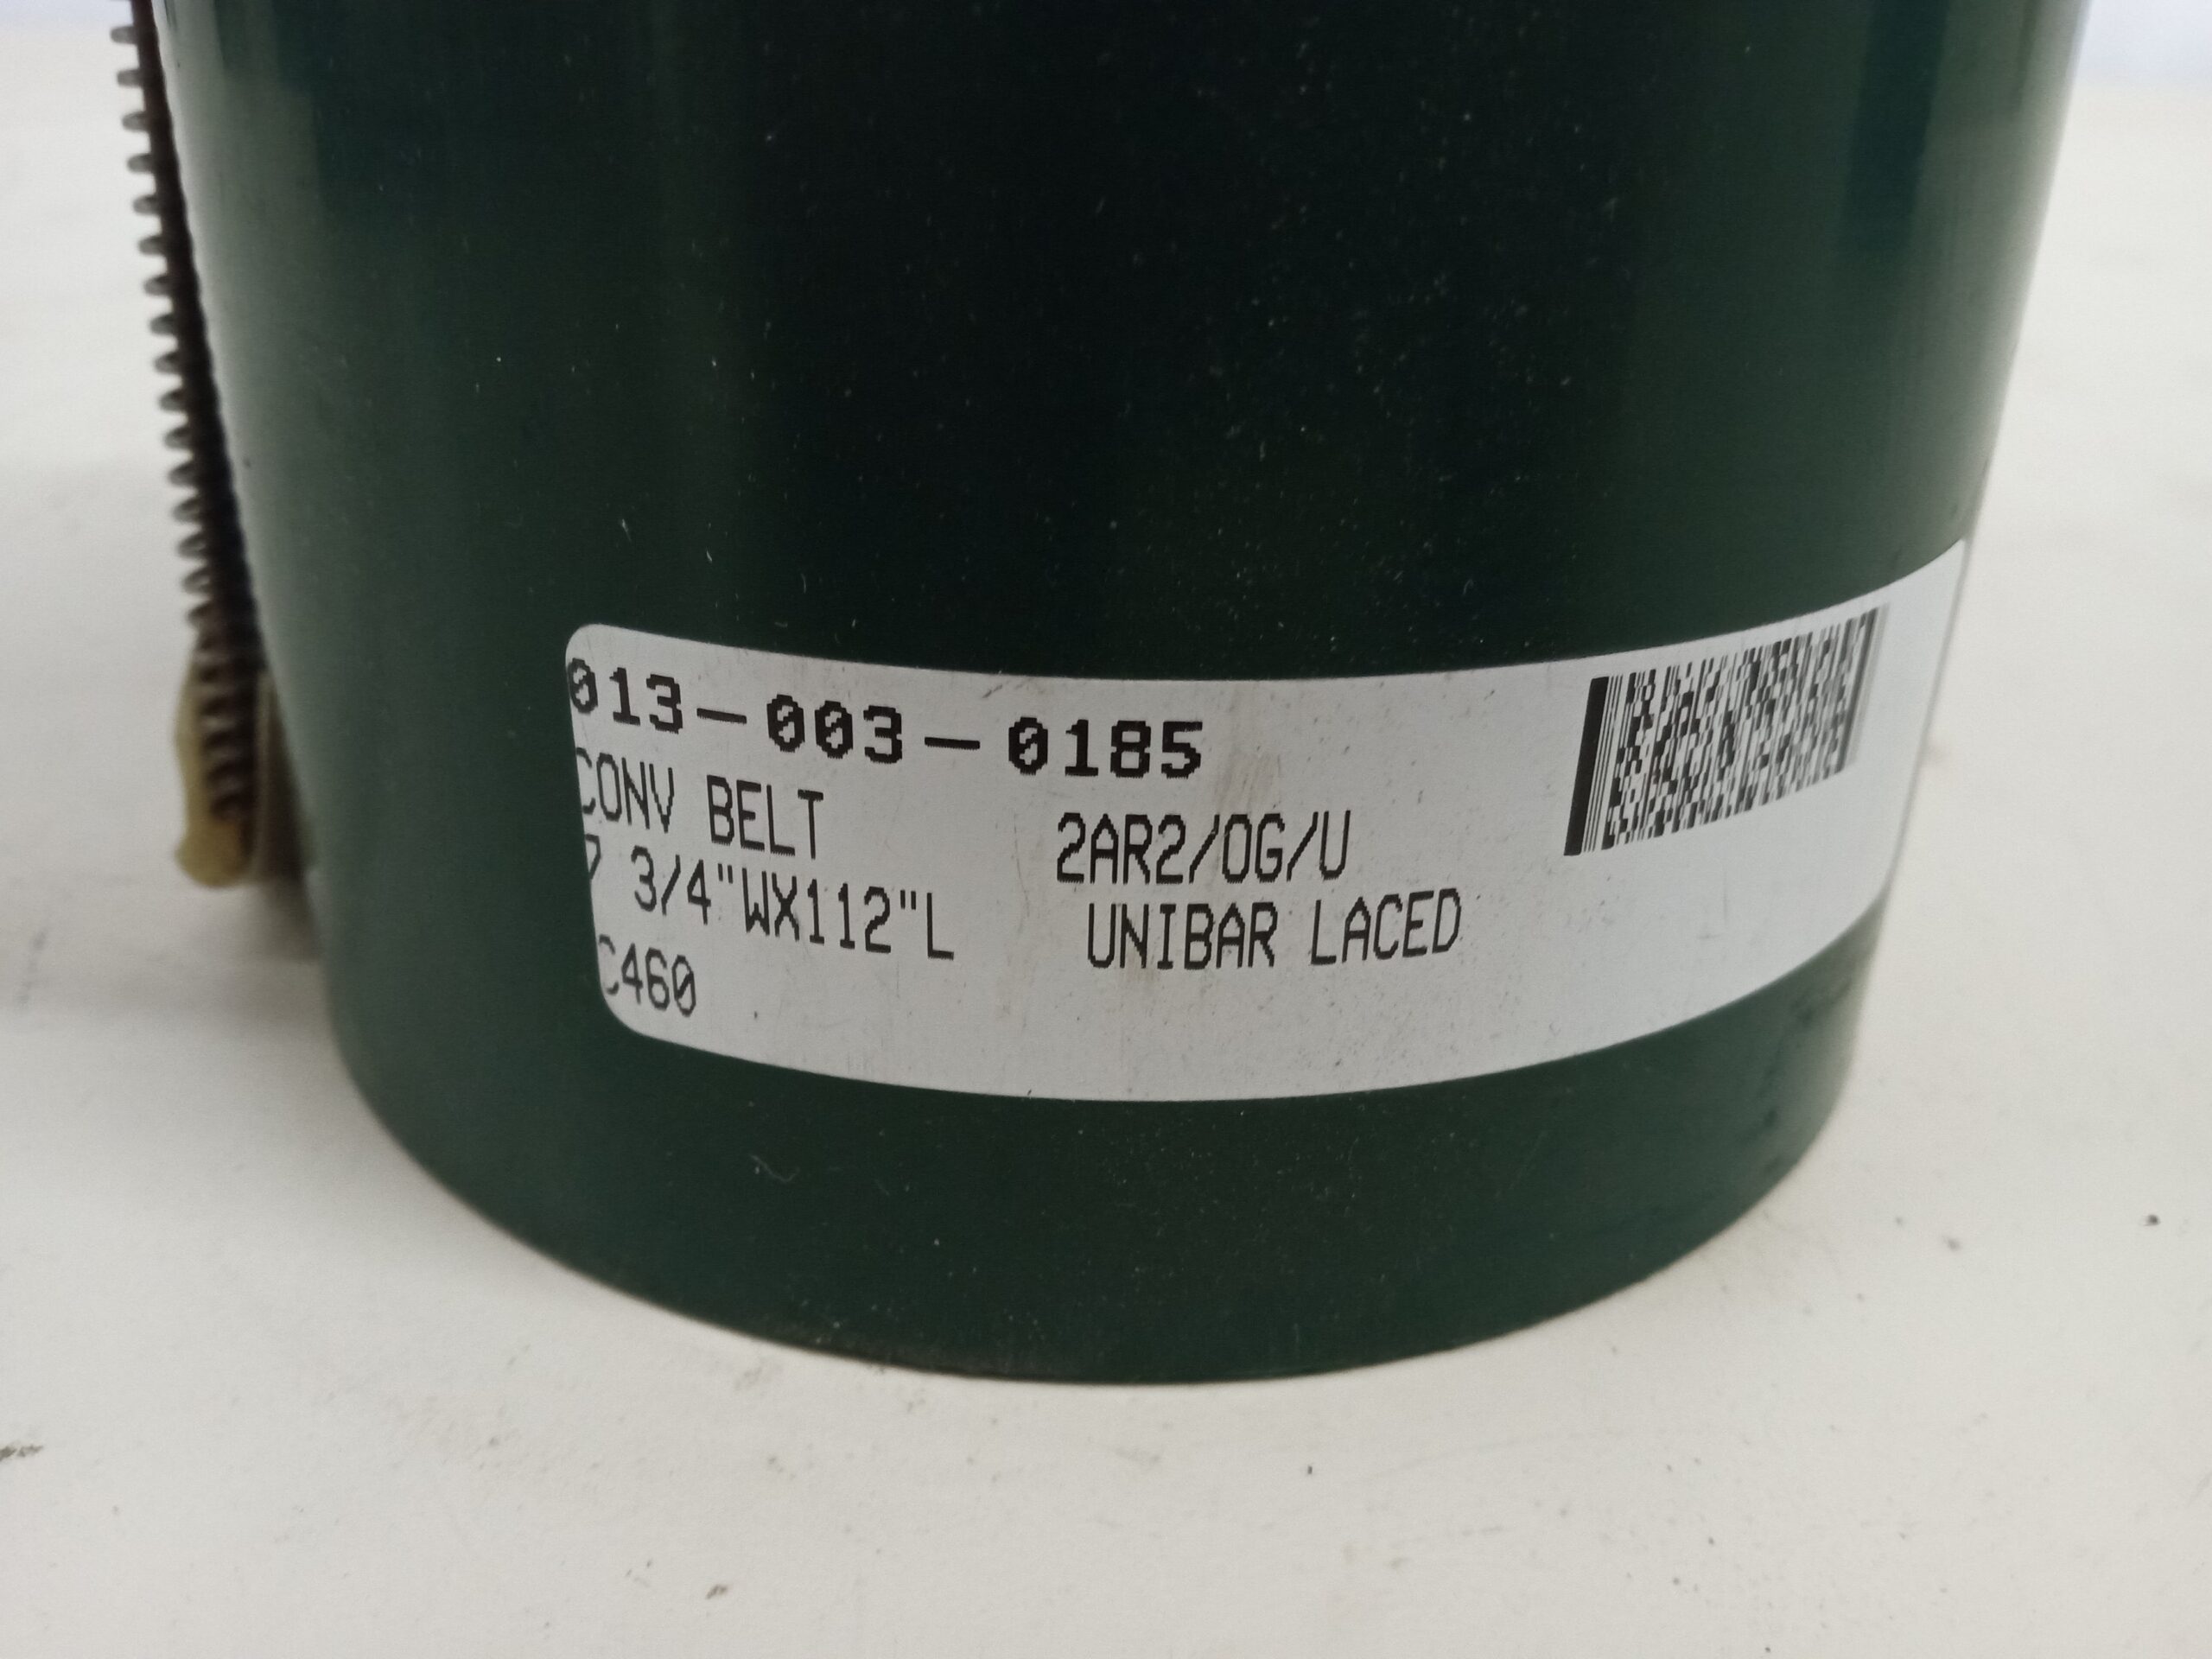 013-003-0185
CONV BELT 2AR2/OG/U
7 3/4"WX112"L UNIBAR LACED
C460